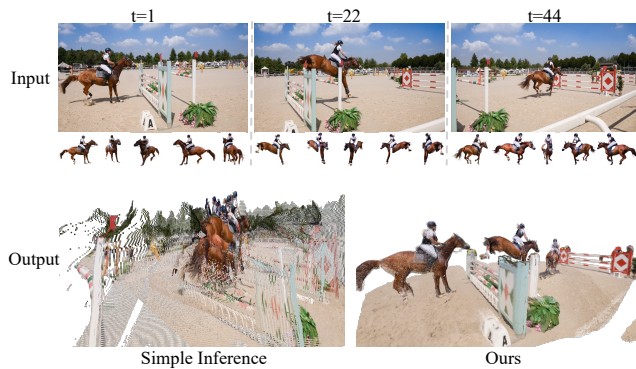 t=1 t=22 t=44
Input
A
Output
A
Simple Inference Ours